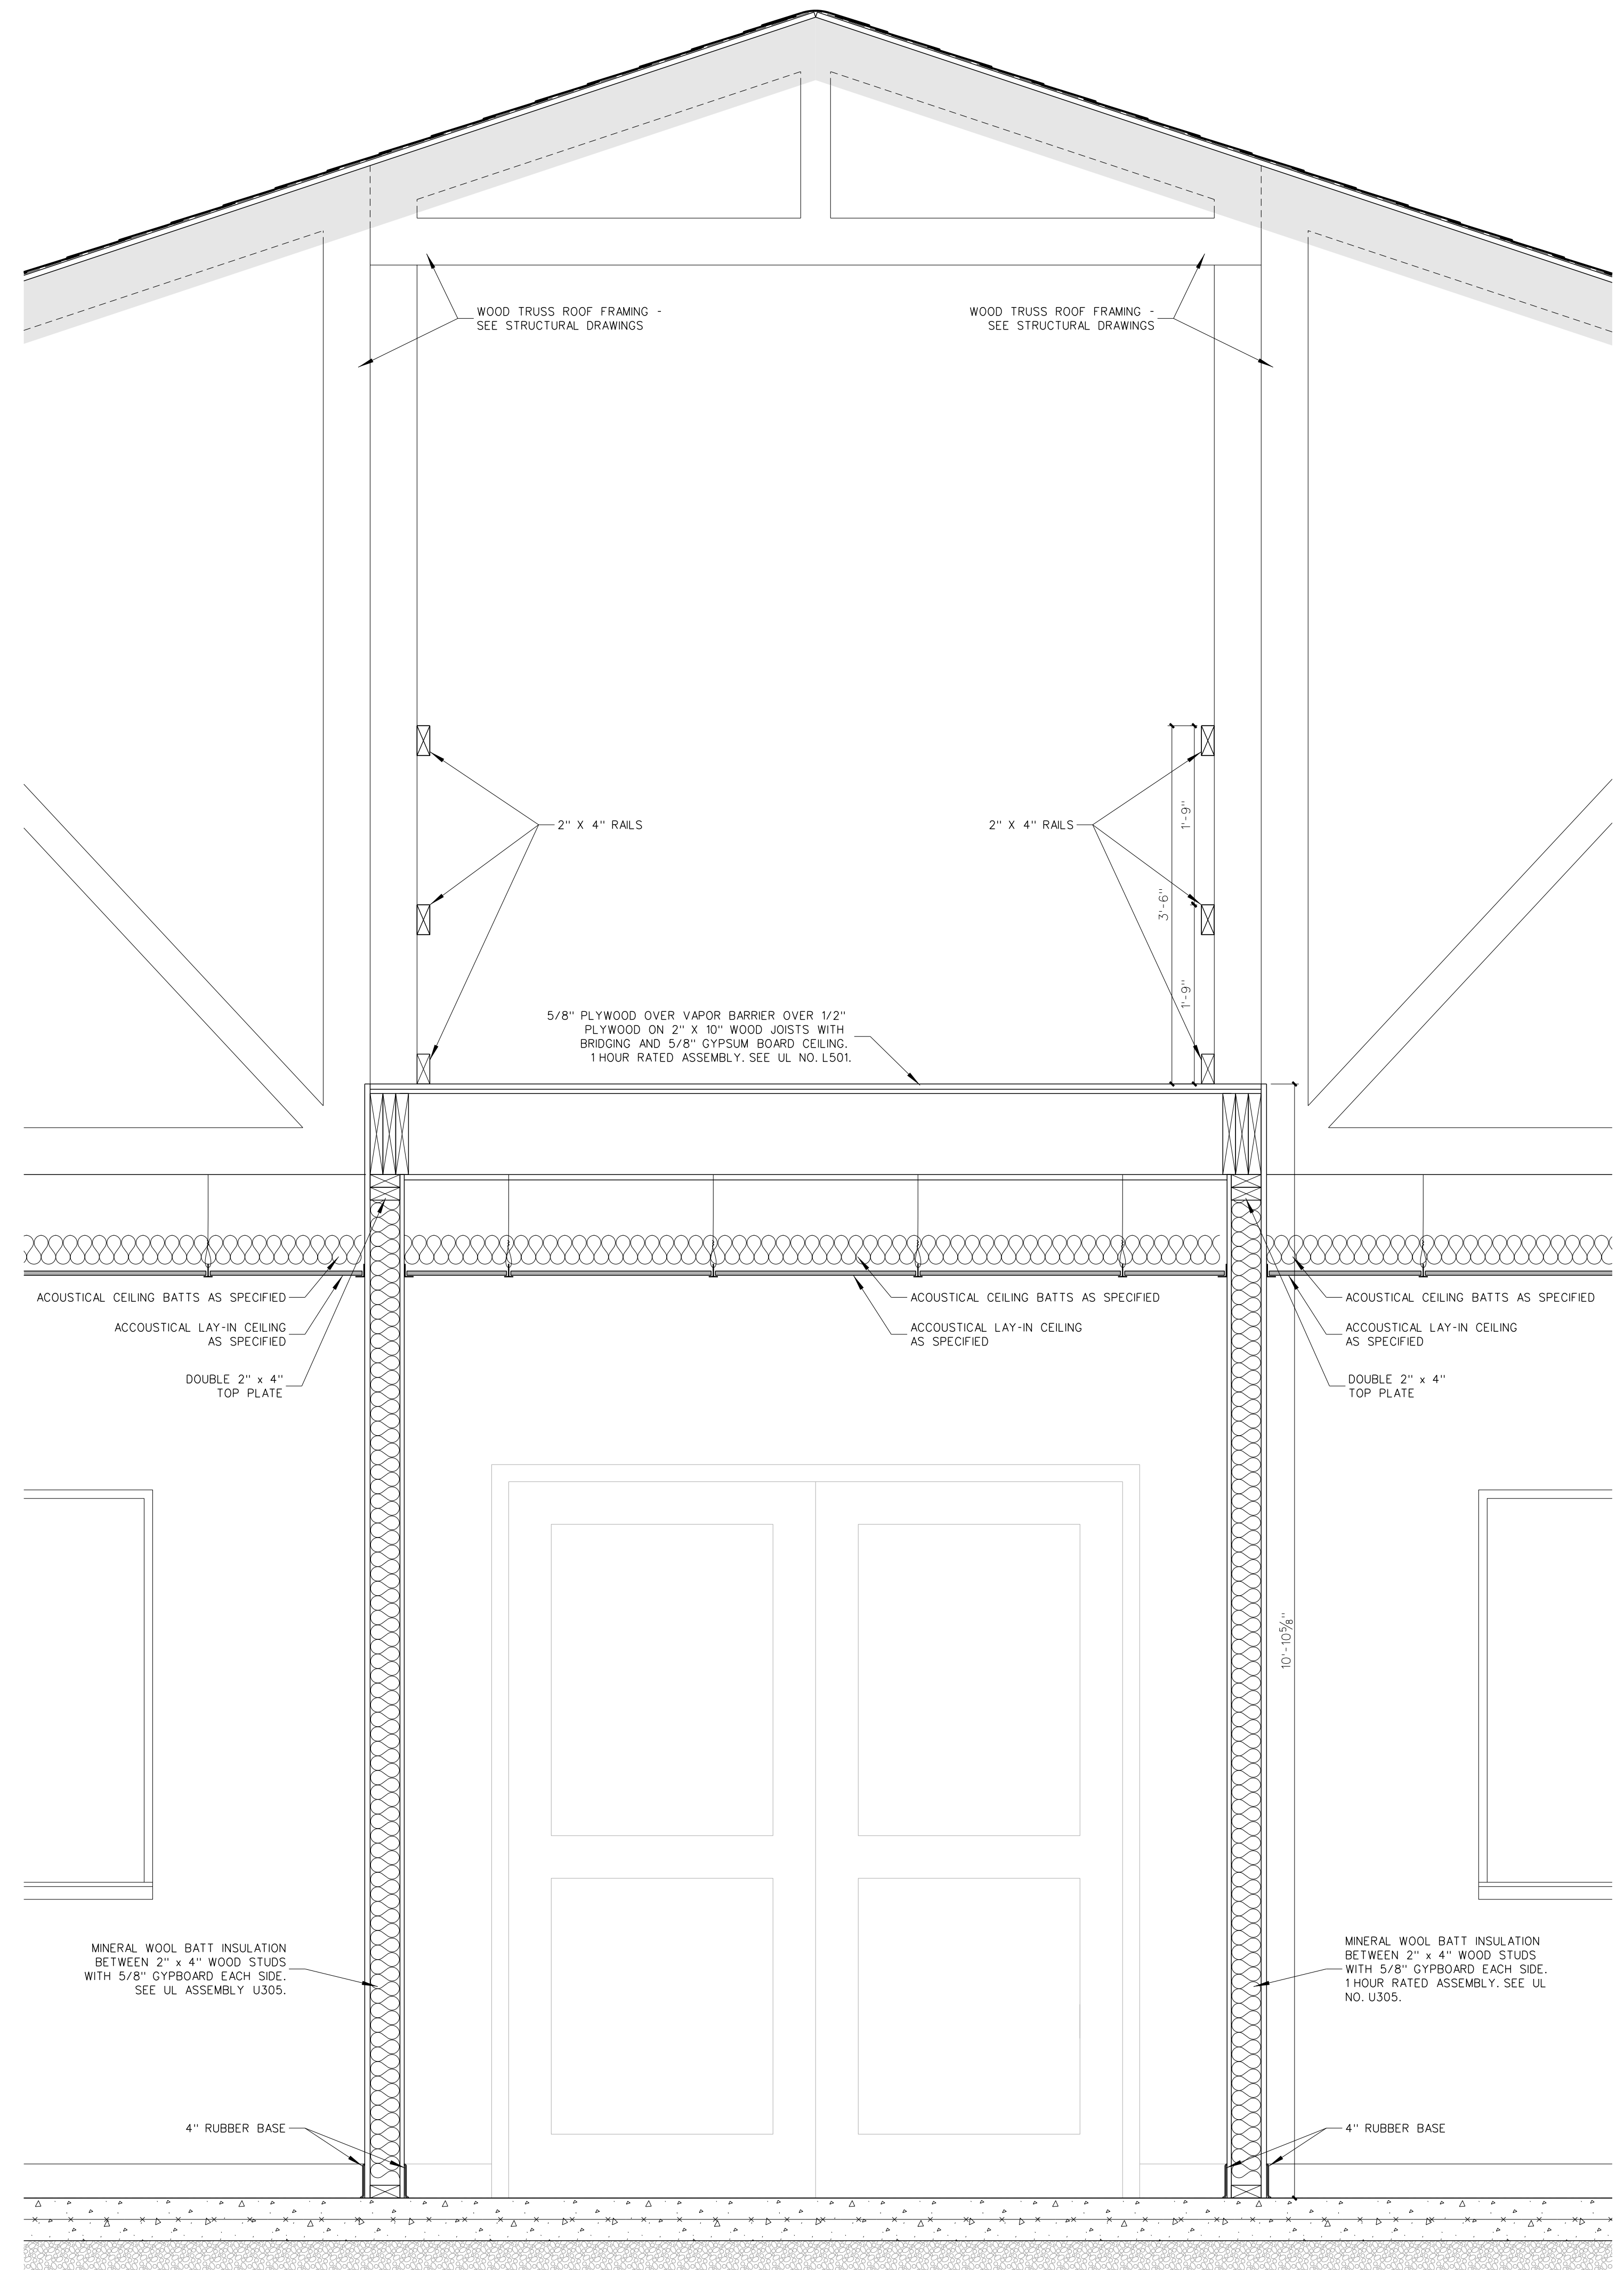 WOOD TRUSS ROOF FRAMING -
SEE STRUCTURAL DRAWINGS
WOOD TRUSS ROOF FRAMING -
SEE STRUCTURAL DRAWINGS
2" X 4" RAILS
2" X 4" RAILS
1'-9"
3'-6"
1'-9"
5/8" PLYWOOD OVER VAPOR BARRIER OVER 1/2"
PLYWOOD ON 2" X 10" WOOD JOISTS WITH
BRIDGING AND 5/8" GYPSUM BOARD CEILING.
1 HOUR RATED ASSEMBLY. SEE UL NO. L501.
ACOUSTICAL CEILING BATTS AS SPECIFIED
ACCOUSTICAL LAY-IN CEILING
AS SPECIFIED
DOUBLE 2" x 4"
TOP PLATE
ACOUSTICAL CEILING BATTS AS SPECIFIED
ACCOUSTICAL LAY-IN CEILING
AS SPECIFIED
ACOUSTICAL CEILING BATTS AS SPECIFIED
ACCOUSTICAL LAY-IN CEILING
AS SPECIFIED
DOUBLE 2" x 4"
TOP PLATE
10'-10⅝"
MINERAL WOOL BATT INSULATION
BETWEEN 2" x 4" WOOD STUDS
WITH 5/8" GYPBOARD EACH SIDE.
SEE UL ASSEMBLY U305.
MINERAL WOOL BATT INSULATION
BETWEEN 2" x 4" WOOD STUDS
WITH 5/8" GYPBOARD EACH SIDE.
1 HOUR RATED ASSEMBLY. SEE UL
NO. U305.
4" RUBBER BASE
4" RUBBER BASE